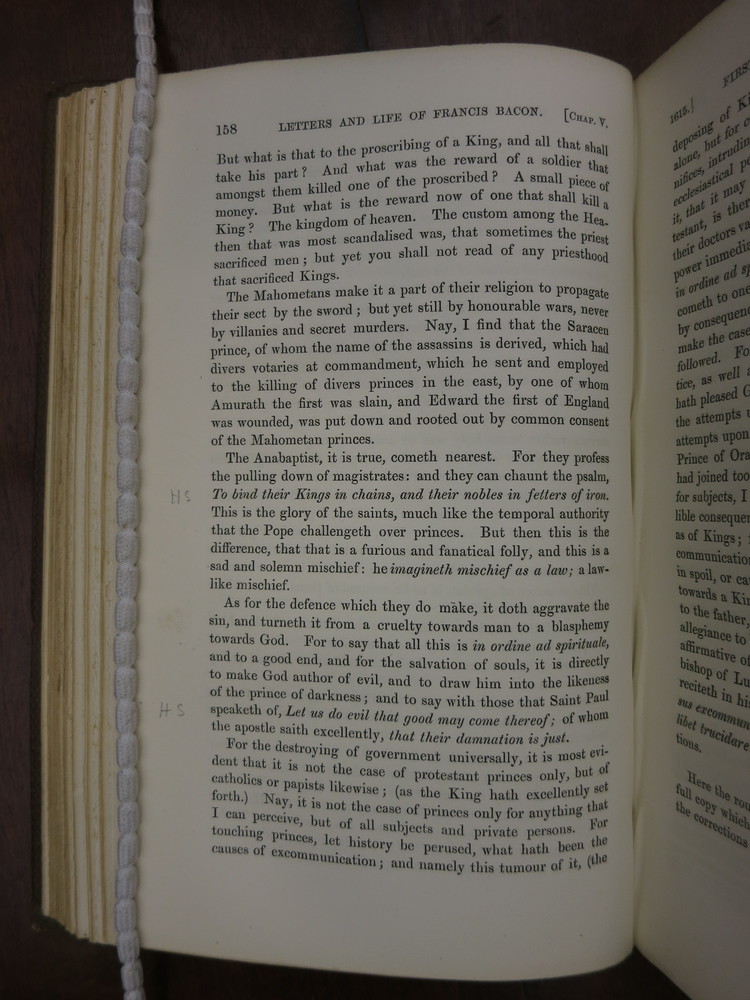 158 LETTERS AND LIFE OF FRANCIS BACON. [CHAP. V.
But what is that to the proscribing of a King, and all that shall
take his part? And what was the reward of a soldier that
amongst them killed one of the proscribed? A small piece of
money. But what is the reward now of one that shall kill a
King? The kingdom of heaven. The custom among the Hea-
then that was most scandalised was, that sometimes the priest
sacrificed men; but yet you shall not read of any priesthood
that sacrificed Kings.
The Mahometans make it a part of their religion to propagate
their sect by the sword; but yet still by honourable wars, never
by villanies and secret murders. Nay, I find that the Saracen
prince, of whom the name of the assassins is derived, which had
divers votaries at commandment, which he sent and employed
to the killing of divers princes in the east, by one of whom
Amurath the first was slain, and Edward the first of England
was wounded, was put down and rooted out by common consent
of the Mahometan princes.
The Anabaptist, it is true, cometh nearest. For they profess
the pulling down of magistrates: and they can chaunt the psalm,
HS To bind their Kings in chains, and their nobles in fetters of iron.
This is the glory of the saints, much like the temporal authority
that the Pope challengeth over princes. But then this is the
difference, that that is a furious and fanatical folly, and this is a
sad and solemn mischief: he imagineth mischief as a law; a law-
like mischief.
As for the defence which they do make, it doth aggravate the
sin, and turneth it from a cruelty towards man to a blasphemy
towards God. For to say that all this is in ordine ad spirituale,
and to a good end, and for the salvation of souls, it is directly
to make God author of evil, and to draw him into the likeness
of the prince of darkness; and to say with those that Saint Paul
HS speaketh of, Let us do evil that good may come thereof; of whom
the apostle saith excellently, that their damnation is just.
For the destroying of government universally, it is most evi-
dent that it is not the case of protestant princes only, but of
catholics or papists likewise; (as the King hath excellently set
forth.) Nay, it is not the case of princes only for anything that
I can perceive, but of all subjects and private persons. For
touching princes, let history be perused, what hath been the
causes of excommunication; and namely this tumour of it, (the
1615.]
deposing of
alone, but for
nifices,
ecclesiastical
it, that it may
testant, is
their doctors
power
in ordine ad
cometh to one
by
make the case
followed.
tice, as well
hath pleased
the attempts
attempts upon
Prince of
had joined too
for subjects, I
lible
as of Kings;
communication
in spoil, or
towards a
to the father,
allegiance to
affirmative of
bishop of
reciteth in
sus
libet trucidare
tions.
Here the
full copy which
the corrections